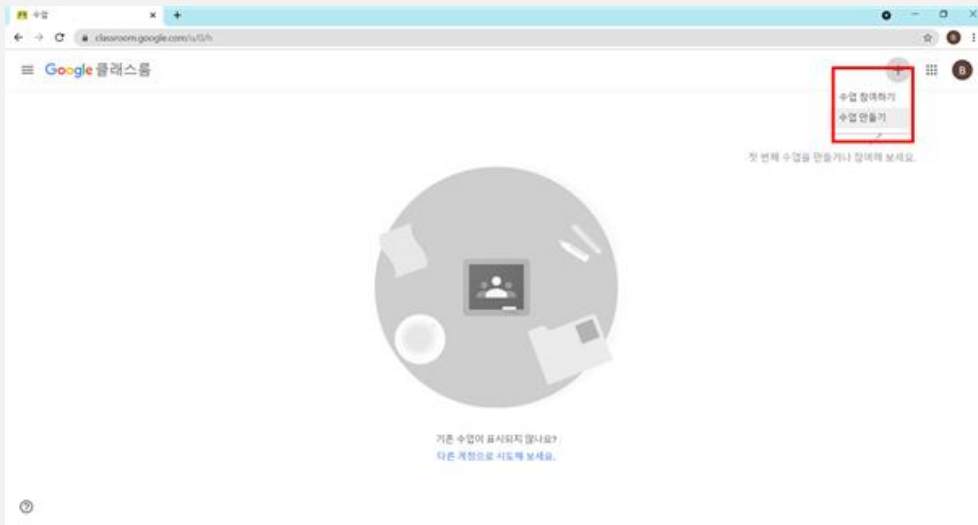 수업
classroom.google.com/u/0/h
Google 클래스룸
B
수업 참여하기
수업 만들기
첫 번째 수업을 만들거나 참여해 보세요.
기존 수업이 표시되지 않나요?
다른 계정으로 시도해 보세요.